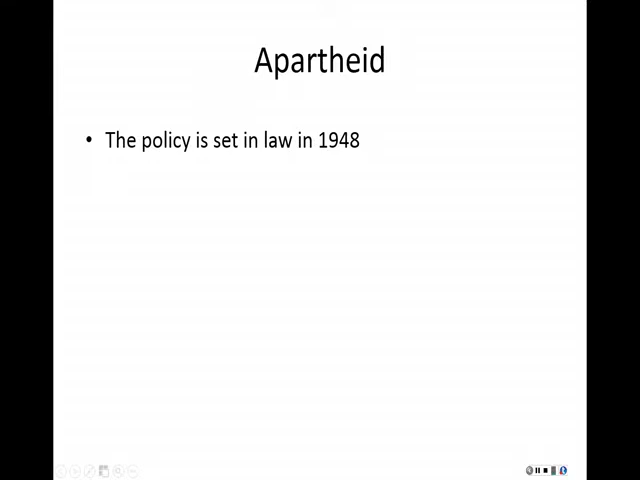 Apartheid
• The policy is set in law in 1948